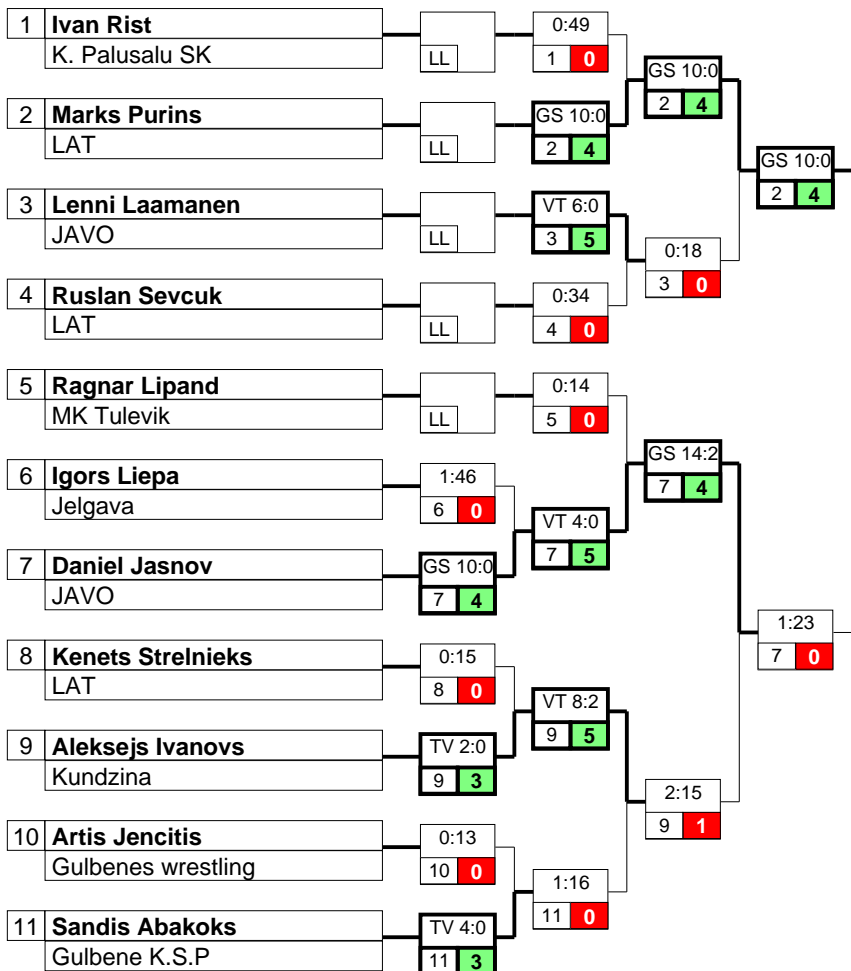 1 Ivan Rist
K. Palusalu SK
LL
0:49
1 0
GS 10:0
2 4
2 Marks Purins
LAT
LL
GS 10:0
2 4
GS 10:0
2 4
3 Lenni Laamanen
JAVO
LL
VT 6:0
3 5
0:18
3 0
4 Ruslan Sevcuk
LAT
LL
0:34
4 0
5 Ragnar Lipand
MK Tulevik
LL
0:14
5 0
GS 14:2
7 4
6 Igors Liepa
Jelgava
1:46
6 0
VT 4:0
7 5
7 Daniel Jasnov
JAVO
GS 10:0
7 4
1:23
7 0
8 Kenets Strelnieks
LAT
0:15
8 0
VT 8:2
9 5
9 Aleksejs Ivanovs
Kundzina
TV 2:0
9 3
2:15
9 1
10 Artis Jencitis
Gulbenes wrestling
0:13
10 0
1:16
11 0
11 Sandis Abakoks
Gulbene K.S.P
TV 4:0
11 3